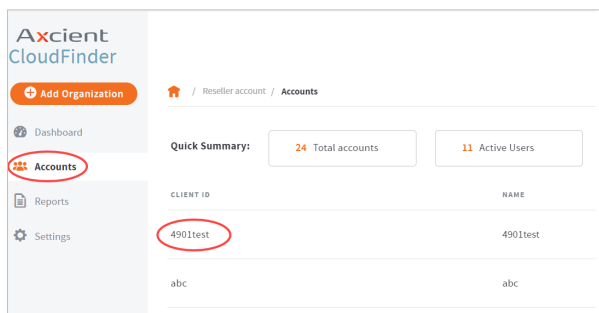 Axcient
CloudFinder
Add Organization
/ Reseller account / Accounts
Dashboard
Quick Summary: 24 Total accounts 11 Active Users
Accounts
CLIENT ID NAME
Reports
4901test 4901test
Settings
abc abc